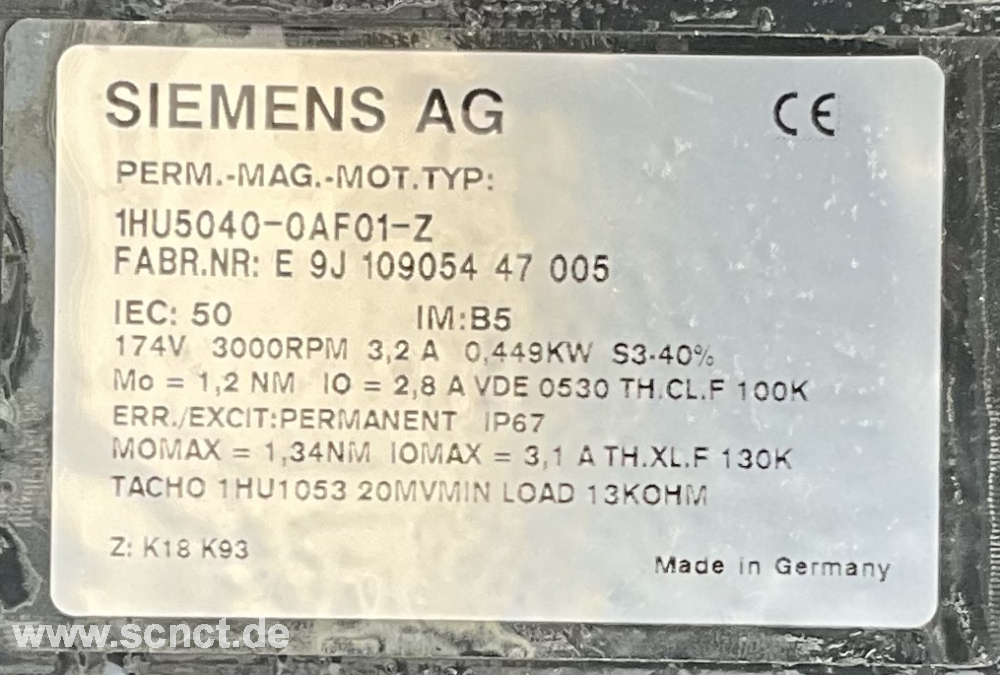 SIEMENS AG
CE
PERM.-MAG.-MOT.TYP:
1HU5040-0AF01-Z
FABR.NR: E 9J 109054 47 005
IEC: 50 IM:B5
174V 3000RPM 3,2 A 0,449KW S3-40%
Mo = 1,2 NM IO = 2,8 A VDE 0530 TH.CL.F 100K
ERR./EXCIT:PERMANENT IP67
MOMAX = 1,34NM IOMAX = 3,1 A TH.XL.F 130K
TACHO 1HU1053 20MVMIN LOAD 13KOHM
Z: K18 K93
Made in Germany
www.scnct.de